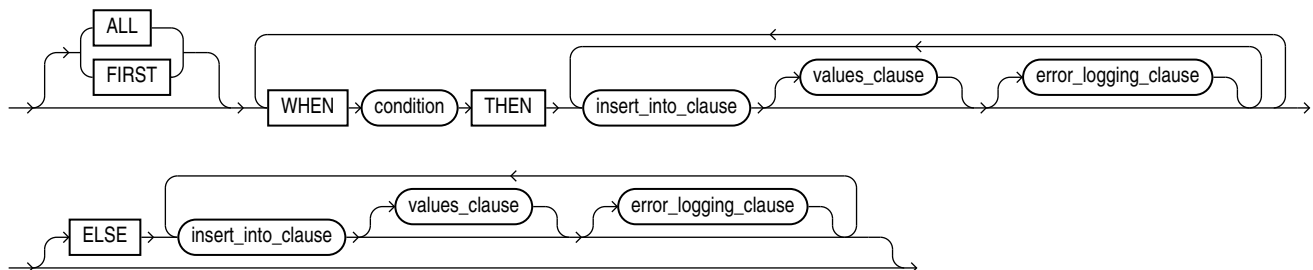 ALL
FIRST
values_clause error_logging_clause
WHEN condition THEN insert_into_clause
values_clause error_logging_clause
ELSE insert_into_clause